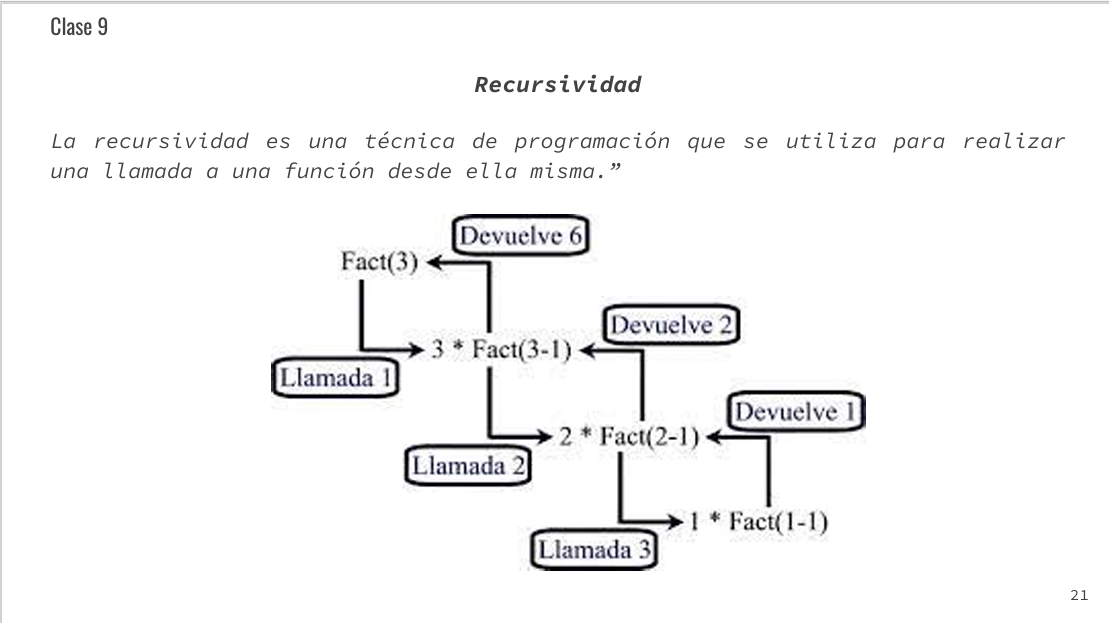 Clase 9
Recursividad
La recursividad es una técnica de programación que se utiliza para realizar
una llamada a una función desde ella misma.”
Devuelve 6
Fact(3)
Devuelve 2
3 * Fact(3-1)
Llamada 1
Devuelve 1
2 * Fact(2-1)
Llamada 2
1 * Fact(1-1)
Llamada 3
21